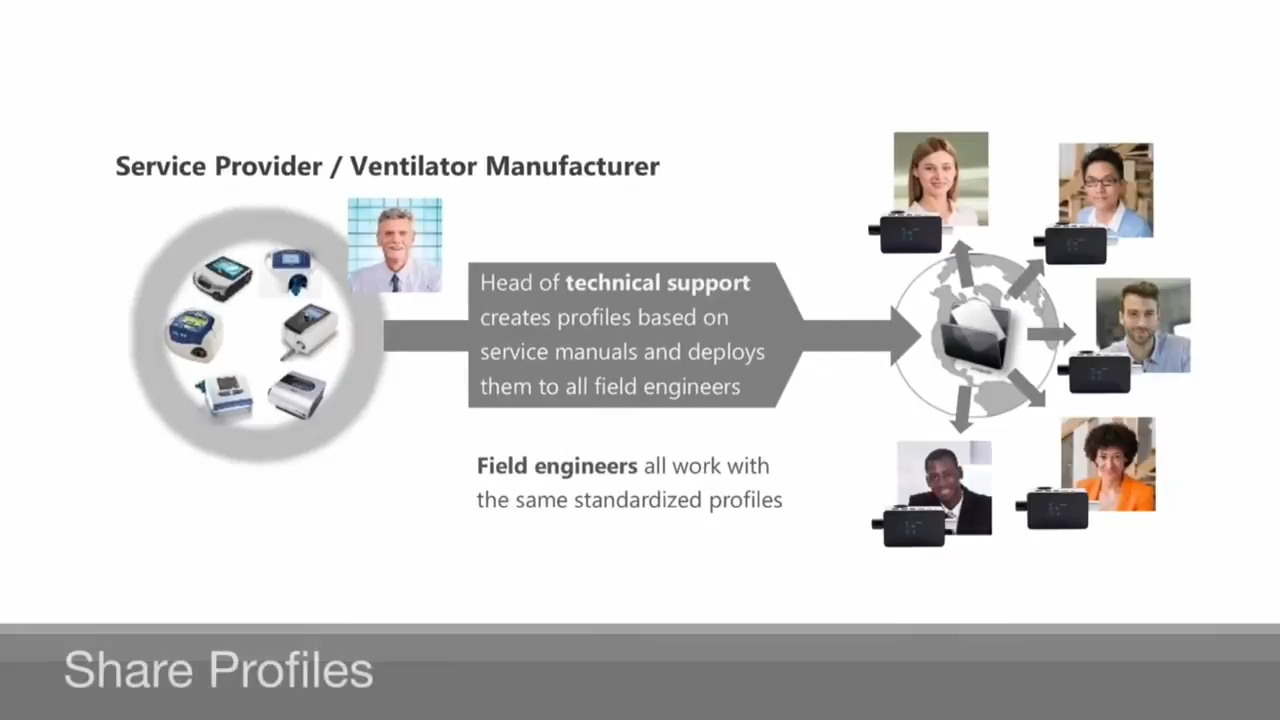 Service Provider / Ventilator Manufacturer
Head of technical support
creates profiles based on
service manuals and deploys
them to all field engineers
Field engineers all work with
the same standardized profiles
Share Profiles